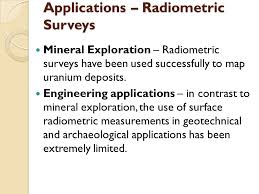 Applications – Radiometric
Surveys
Mineral Exploration – Radiometric
surveys have been used successfully to map
uranium deposits.
Engineering applications – in contrast to
mineral exploration, the use of surface
radiometric measurements in geotechnical
and archaeological applications has been
extremely limited.